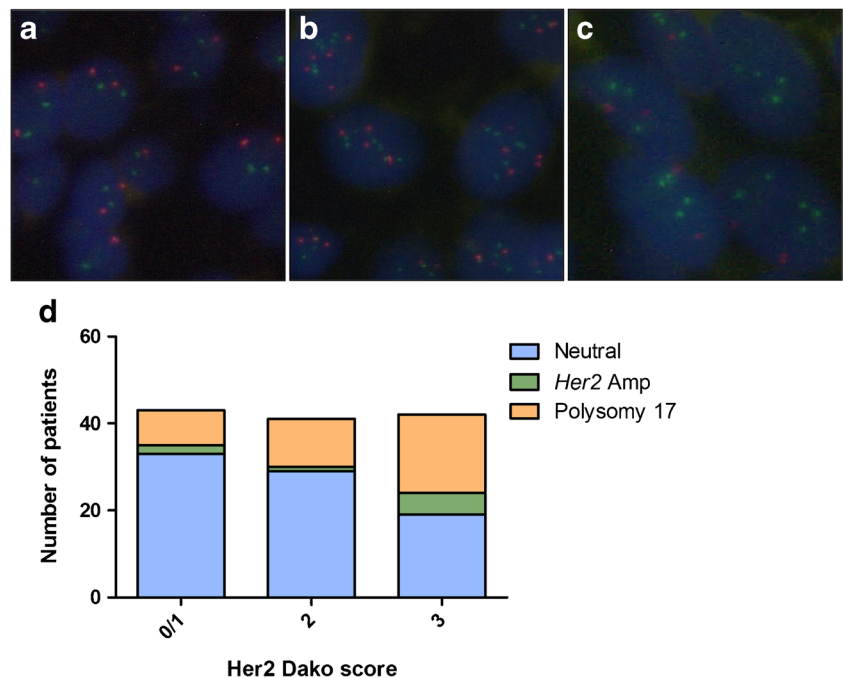 a
b
c
d
60
40
20
0
Number of patients
0/1
2
3
Her2 Dako score
Neutral
Her2 Amp
Polysomy 17